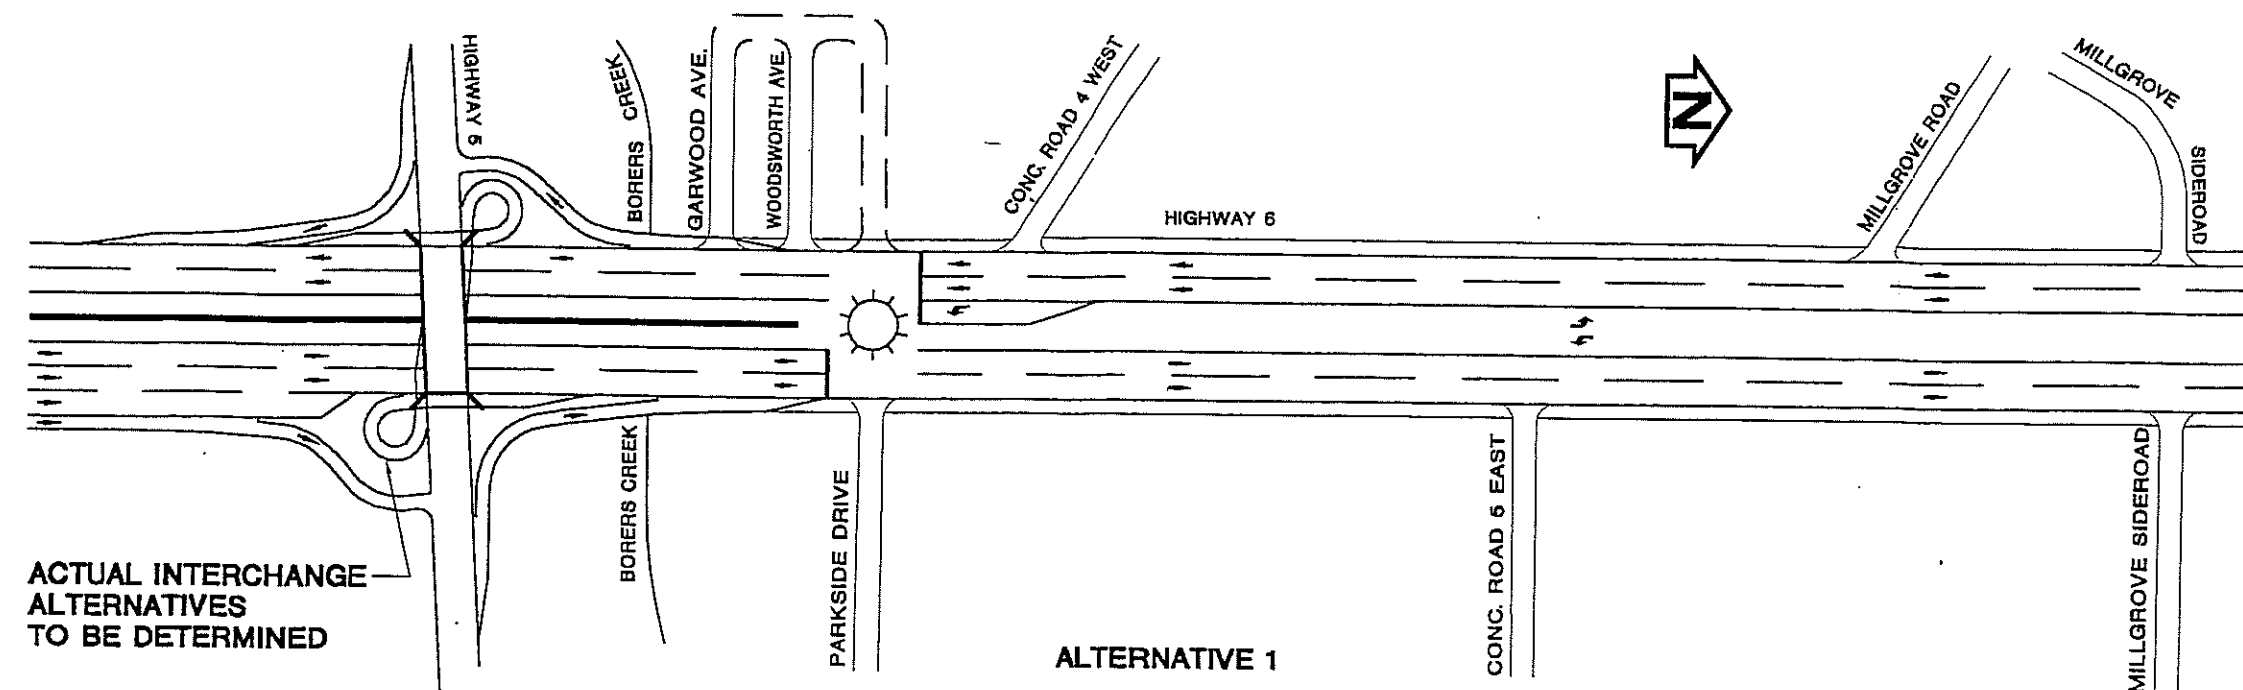 HIGHWAY 5
BORERS CREEK
GARWOOD AVE.
WOODSWORTH AVE.
CONC. ROAD 4 WEST
HIGHWAY 6
N
MILLGROVE ROAD
MILLGROVE SIDEROAD
BORERS CREEK
PARKSIDE DRIVE
CONC. ROAD 5 EAST
MILLGROVE SIDEROAD
ACTUAL INTERCHANGE
ALTERNATIVES
TO BE DETERMINED
ALTERNATIVE 1